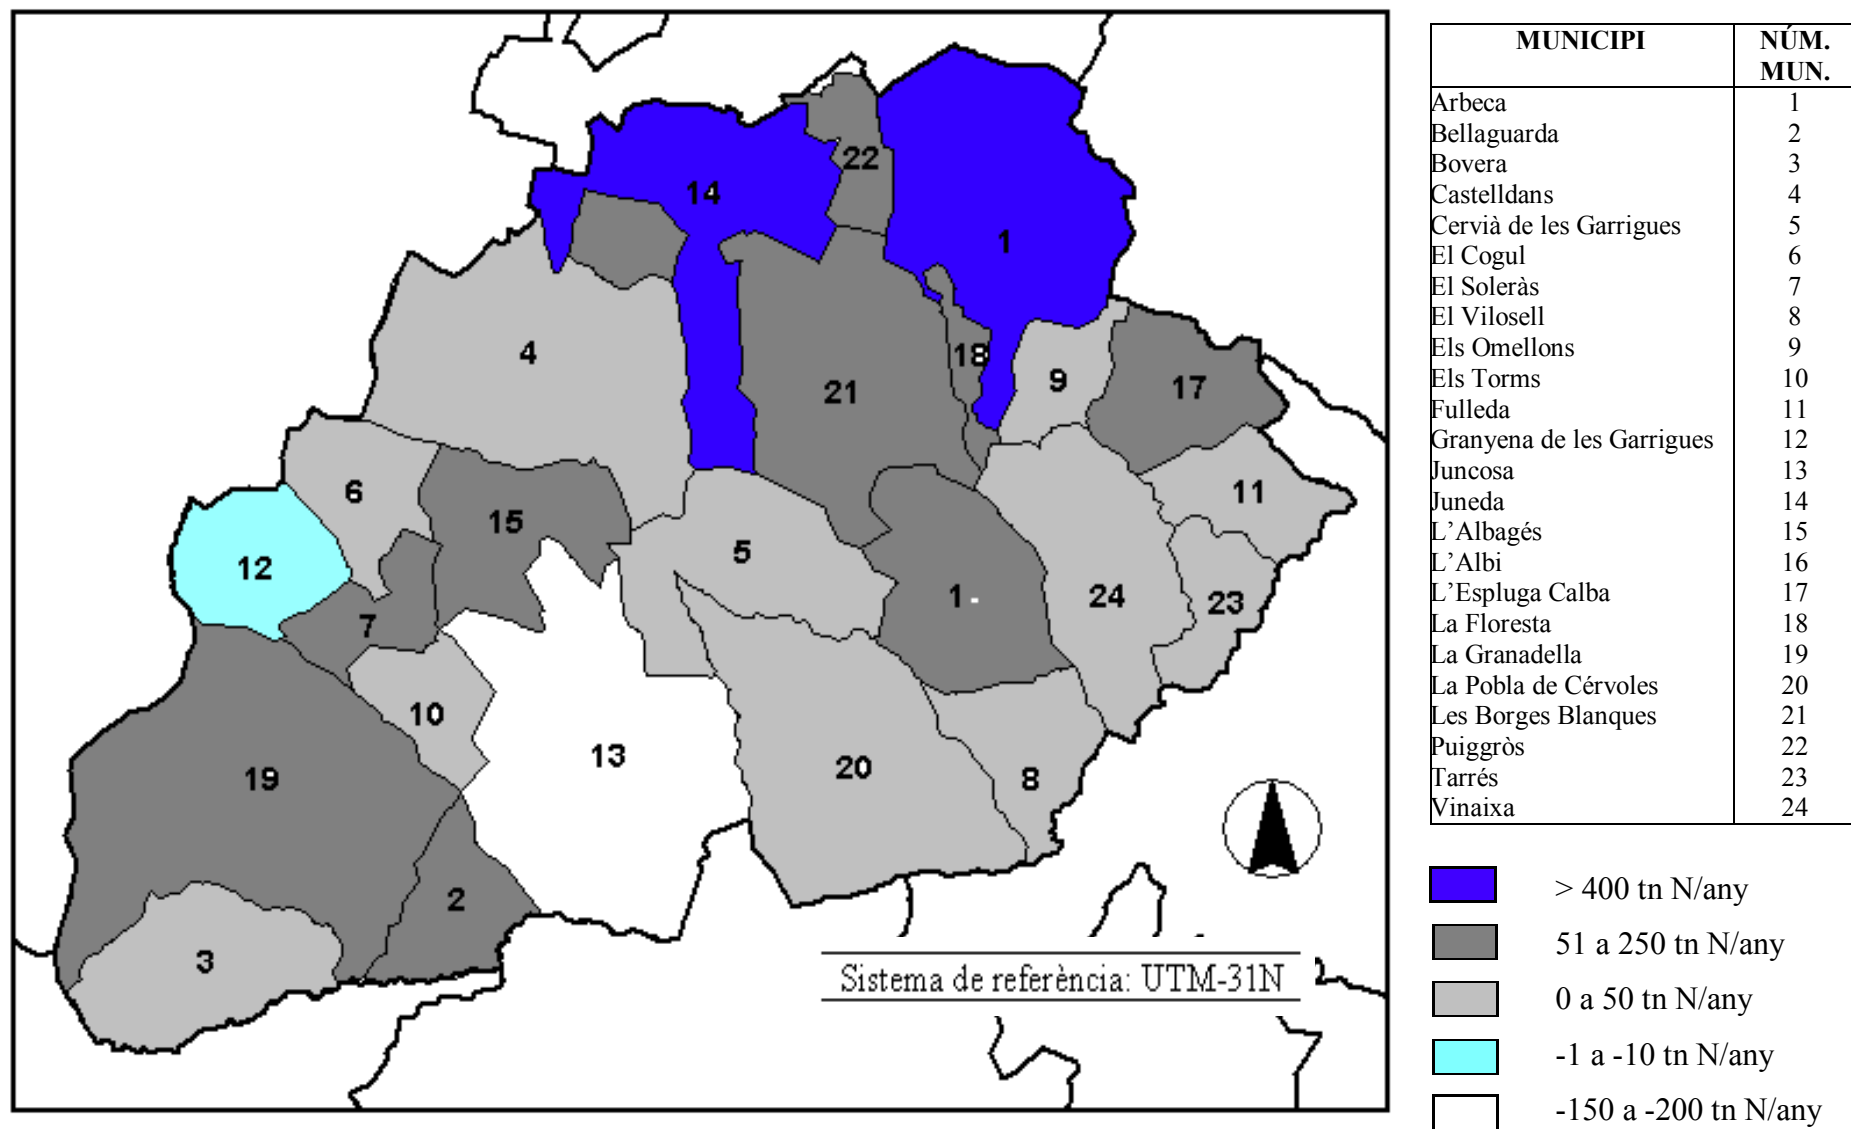 MUNICIPI NÚM. MUN.
Arbeca 1
Bellaguarda 2
Bovera 3
Castelldans 4
Cervià de les Garrigues 5
El Cogul 6
El Soleràs 7
El Vilosell 8
Els Omellons 9
Els Torms 10
Fulleda 11
Granyena de les Garrigues 12
Juncosa 13
Juneda 14
L'Albagés 15
L'Albi 16
L'Espluga Calba 17
La Floresta 18
La Granadella 19
La Pobla de Cérvoles 20
Les Borges Blanques 21
Puiggròs 22
Tarrés 23
Vinaixa 24
22
14
1
4
18
9
17
21
6
11
15
5
12
1
24
23
7
10
13
20
8
19
2
3
Sistema de referència: UTM-31N
> 400 tn N/any
51 a 250 tn N/any
0 a 50 tn N/any
-1 a -10 tn N/any
-150 a -200 tn N/any